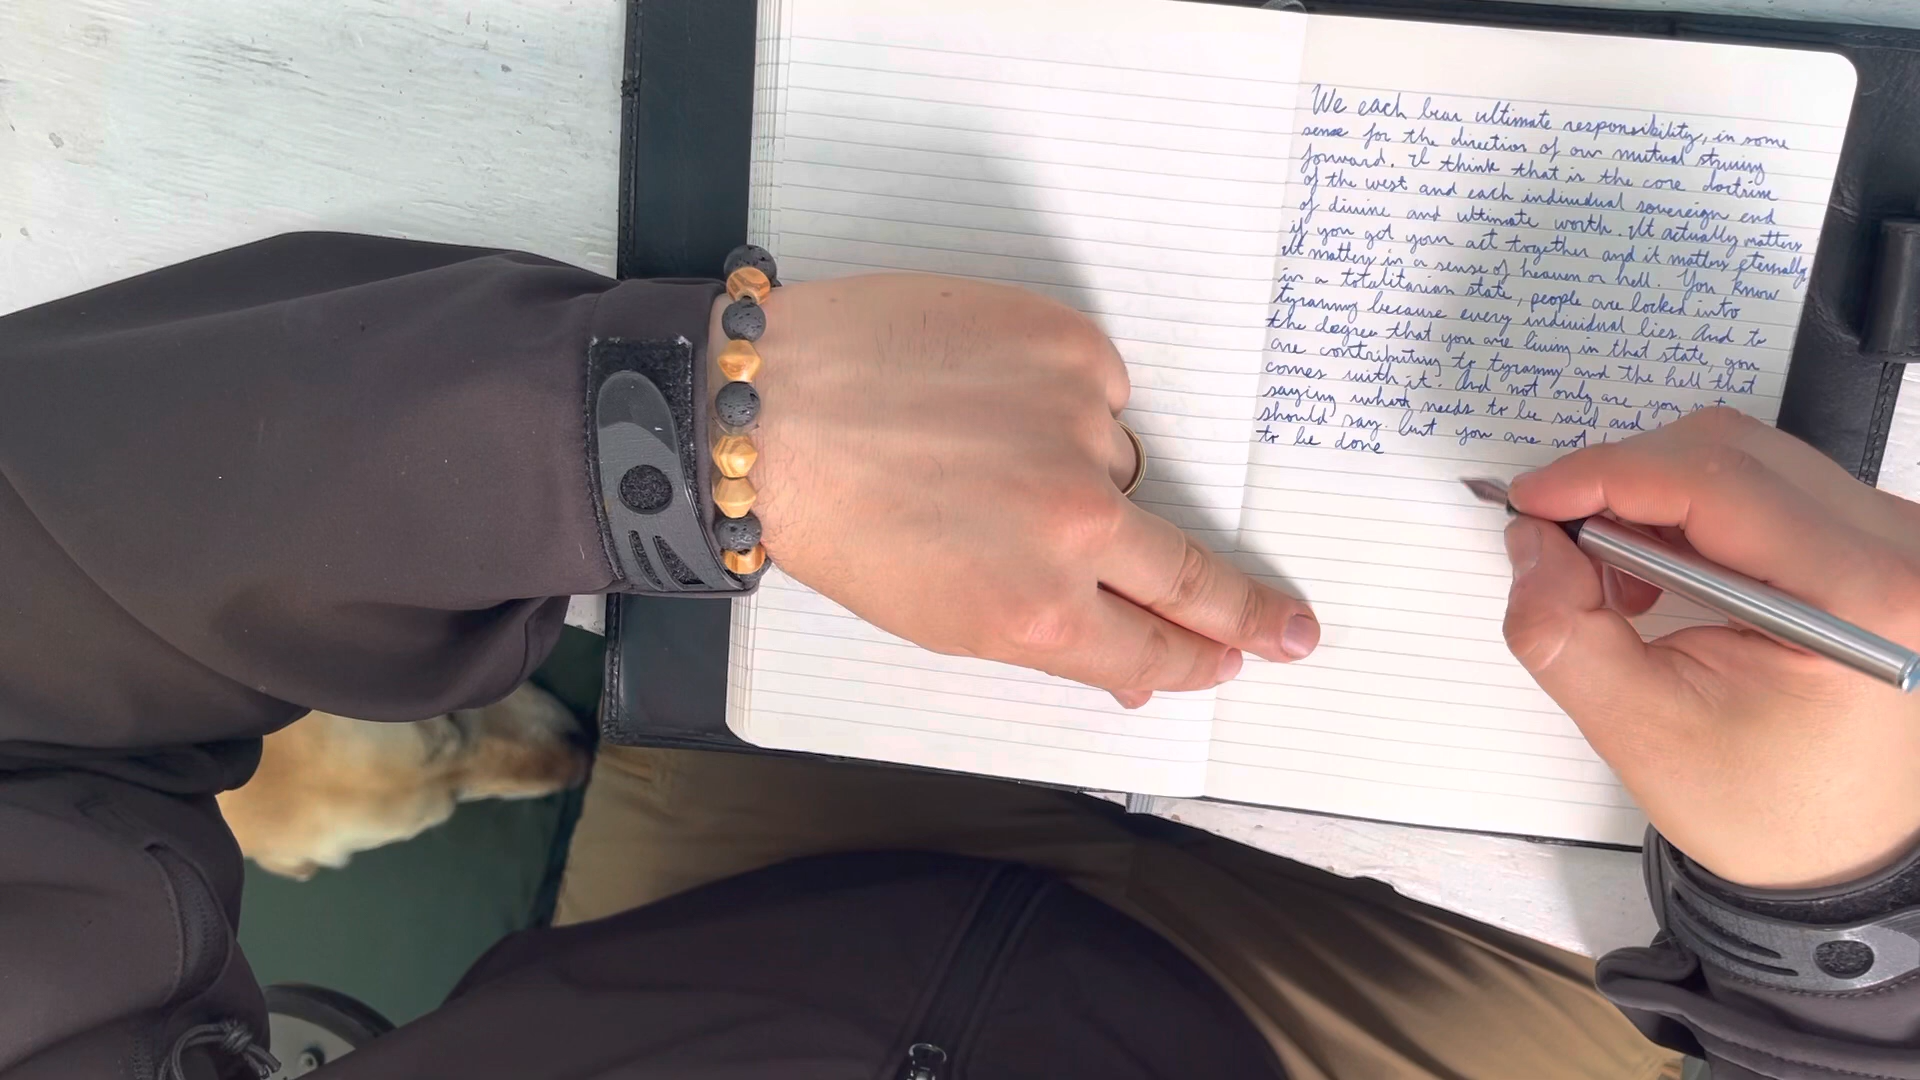 We each bear ultimate responsibility, in some
sense for the direction of our mutual striving
forward. I think that is the core doctrine
of the west and each individual sovereign end
of divine and ultimate worth. It actually matters
if you get your act together and it matters eternally
It matters in a sense of heaven or hell. You know
in a totalitarian state, people are locked into
tyranny because every individual lies. And to
the degree that you are living in that state, you
are contributing to tyranny and the hell that
comes with it. And not only are you not
saying what needs to be said and
should say. but you are not
to be done